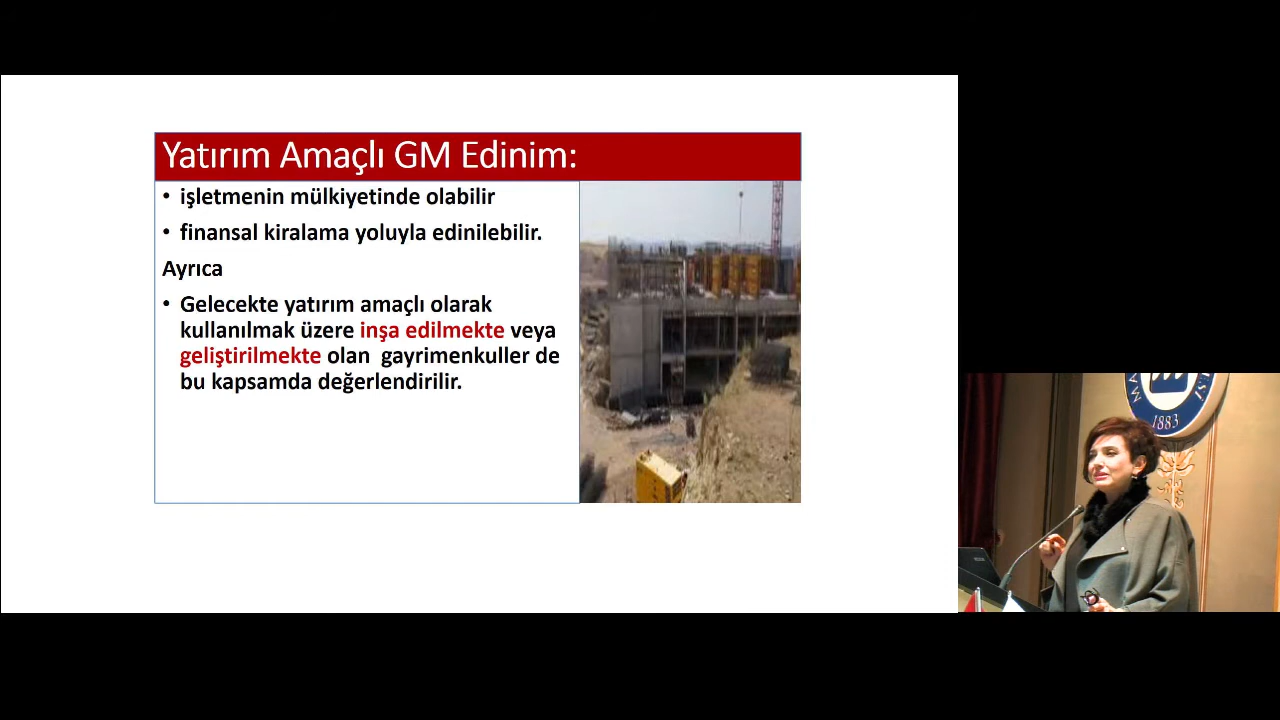 Yatırım Amaçlı GM Edinim:
• işletmenin mülkiyetinde olabilir
• finansal kiralama yoluyla edinilebilir.
Ayrıca
• Gelecekte yatırım amaçlı olarak
kullanılmak üzere inşa edilmekte veya
geliştirilmekte olan gayrimenkuller de
bu kapsamda değerlendirilir.
1883